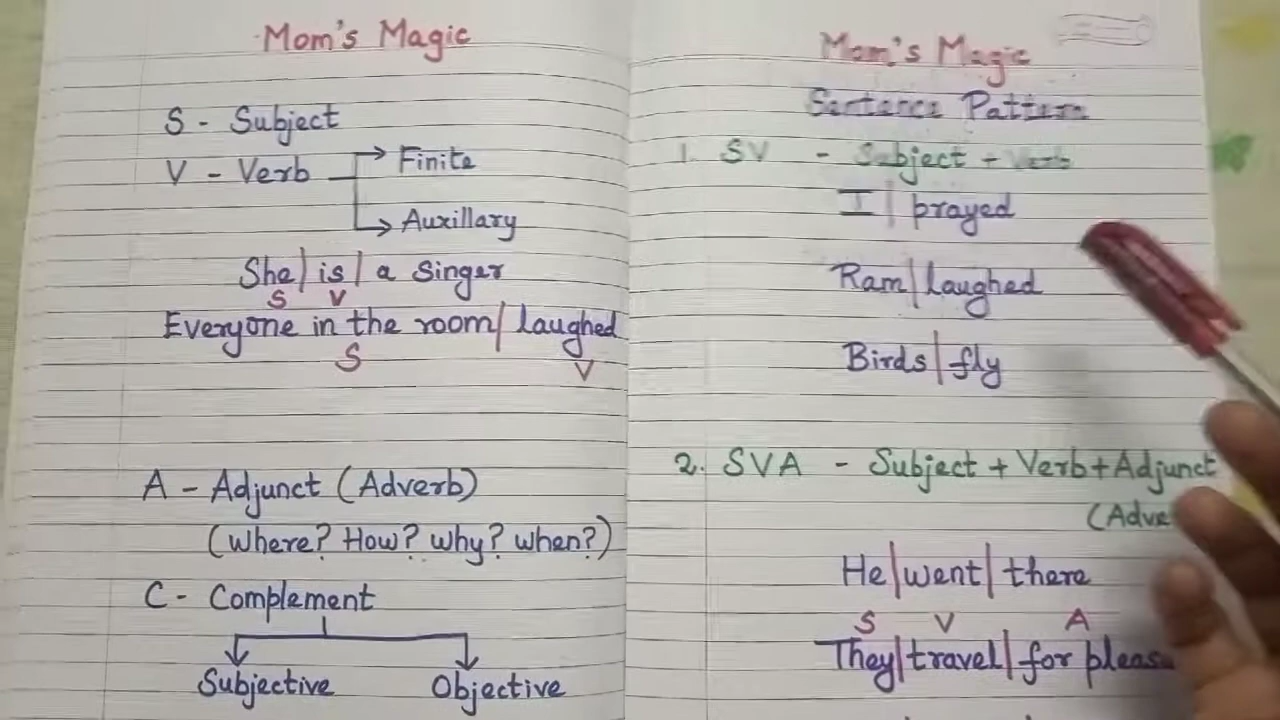 Mom's Magic
S - Subject
V - Verb → Finite
→ Auxillary
She | is | a Singer
S V
Everyone in the room | laughed
S V
A - Adjunct (Adverb)
(Where? How? why? when?)
C - Complement
Subjective Objective
Mom's Magic
Sentence Pattern
1. SV - Subject + Verb
I | prayed
Ram | laughed
Birds | fly
2. SVA - Subject + Verb + Adjunct
He | went | there
S V A
They | travel | for